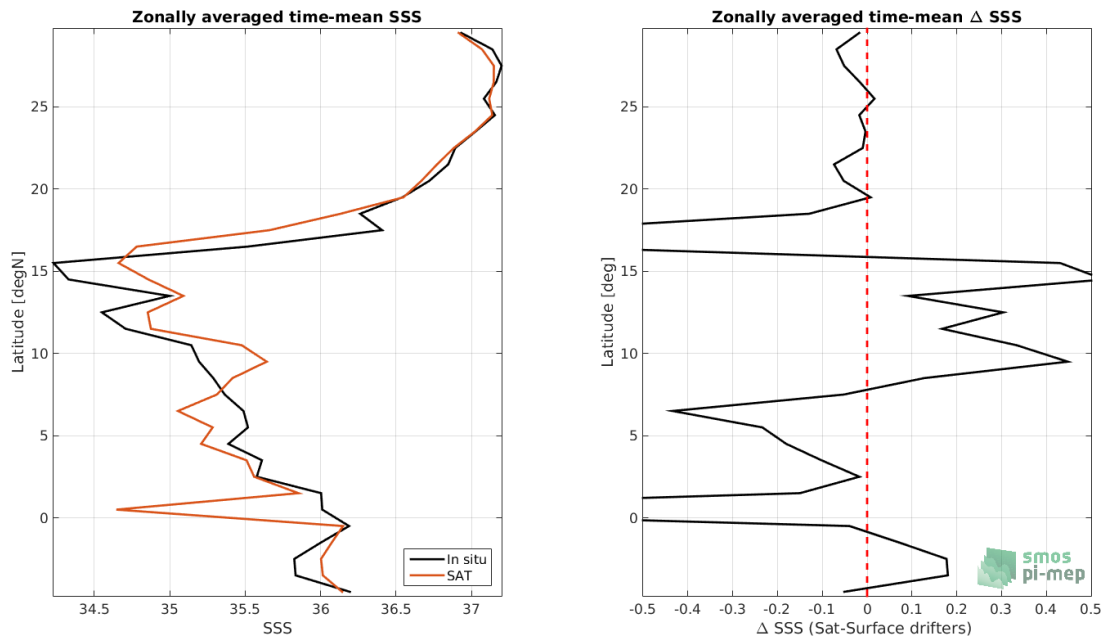 Zonally averaged time-mean SSS
Latitude [degN]
25
20
15
10
5
0
34.5 35 35.5 36 36.5 37
SSS
In situ
SAT
Zonally averaged time-mean Δ SSS
Latitude [deg]
25
20
15
10
5
0
-0.5 -0.4 -0.3 -0.2 -0.1 0 0.1 0.2 0.3 0.4 0.5
Δ SSS (Sat-Surface drifters)
smos
pi-mep